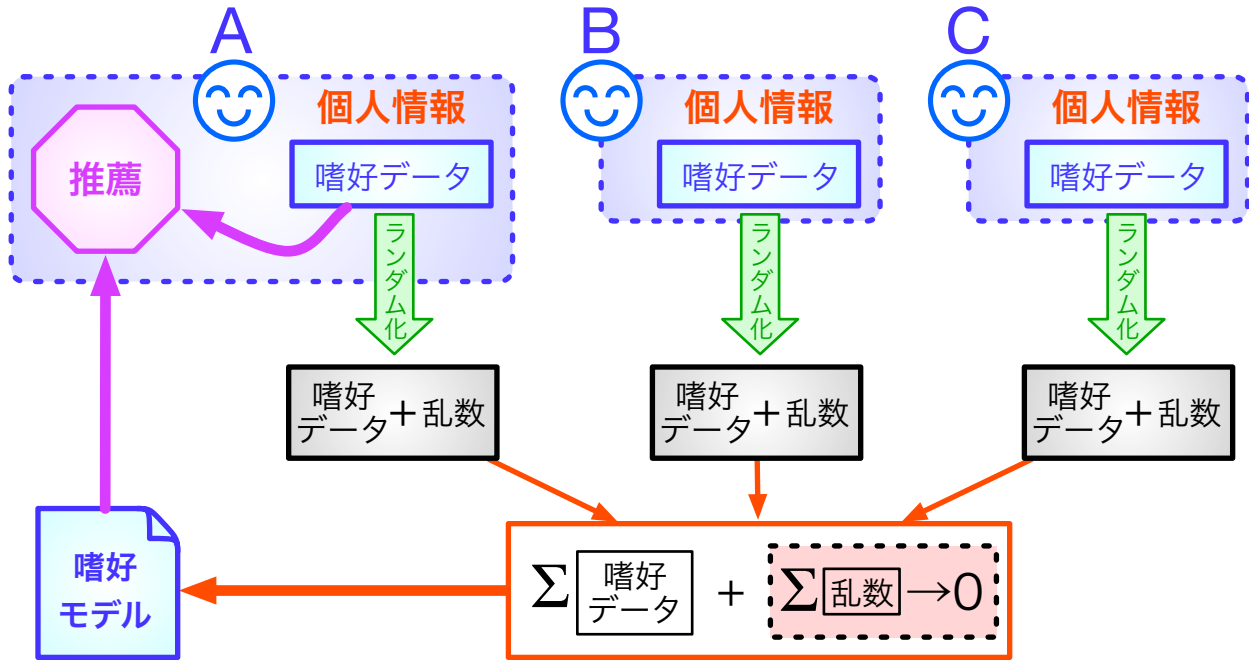 A
B
C
個人情報
個人情報
個人情報
推薦
嗜好データ
嗜好データ
嗜好データ
ランダム化
ランダム化
ランダム化
嗜好
データ+乱数
嗜好
データ+乱数
嗜好
データ+乱数
嗜好
モデル
Σ 嗜好
データ + Σ 乱数→0